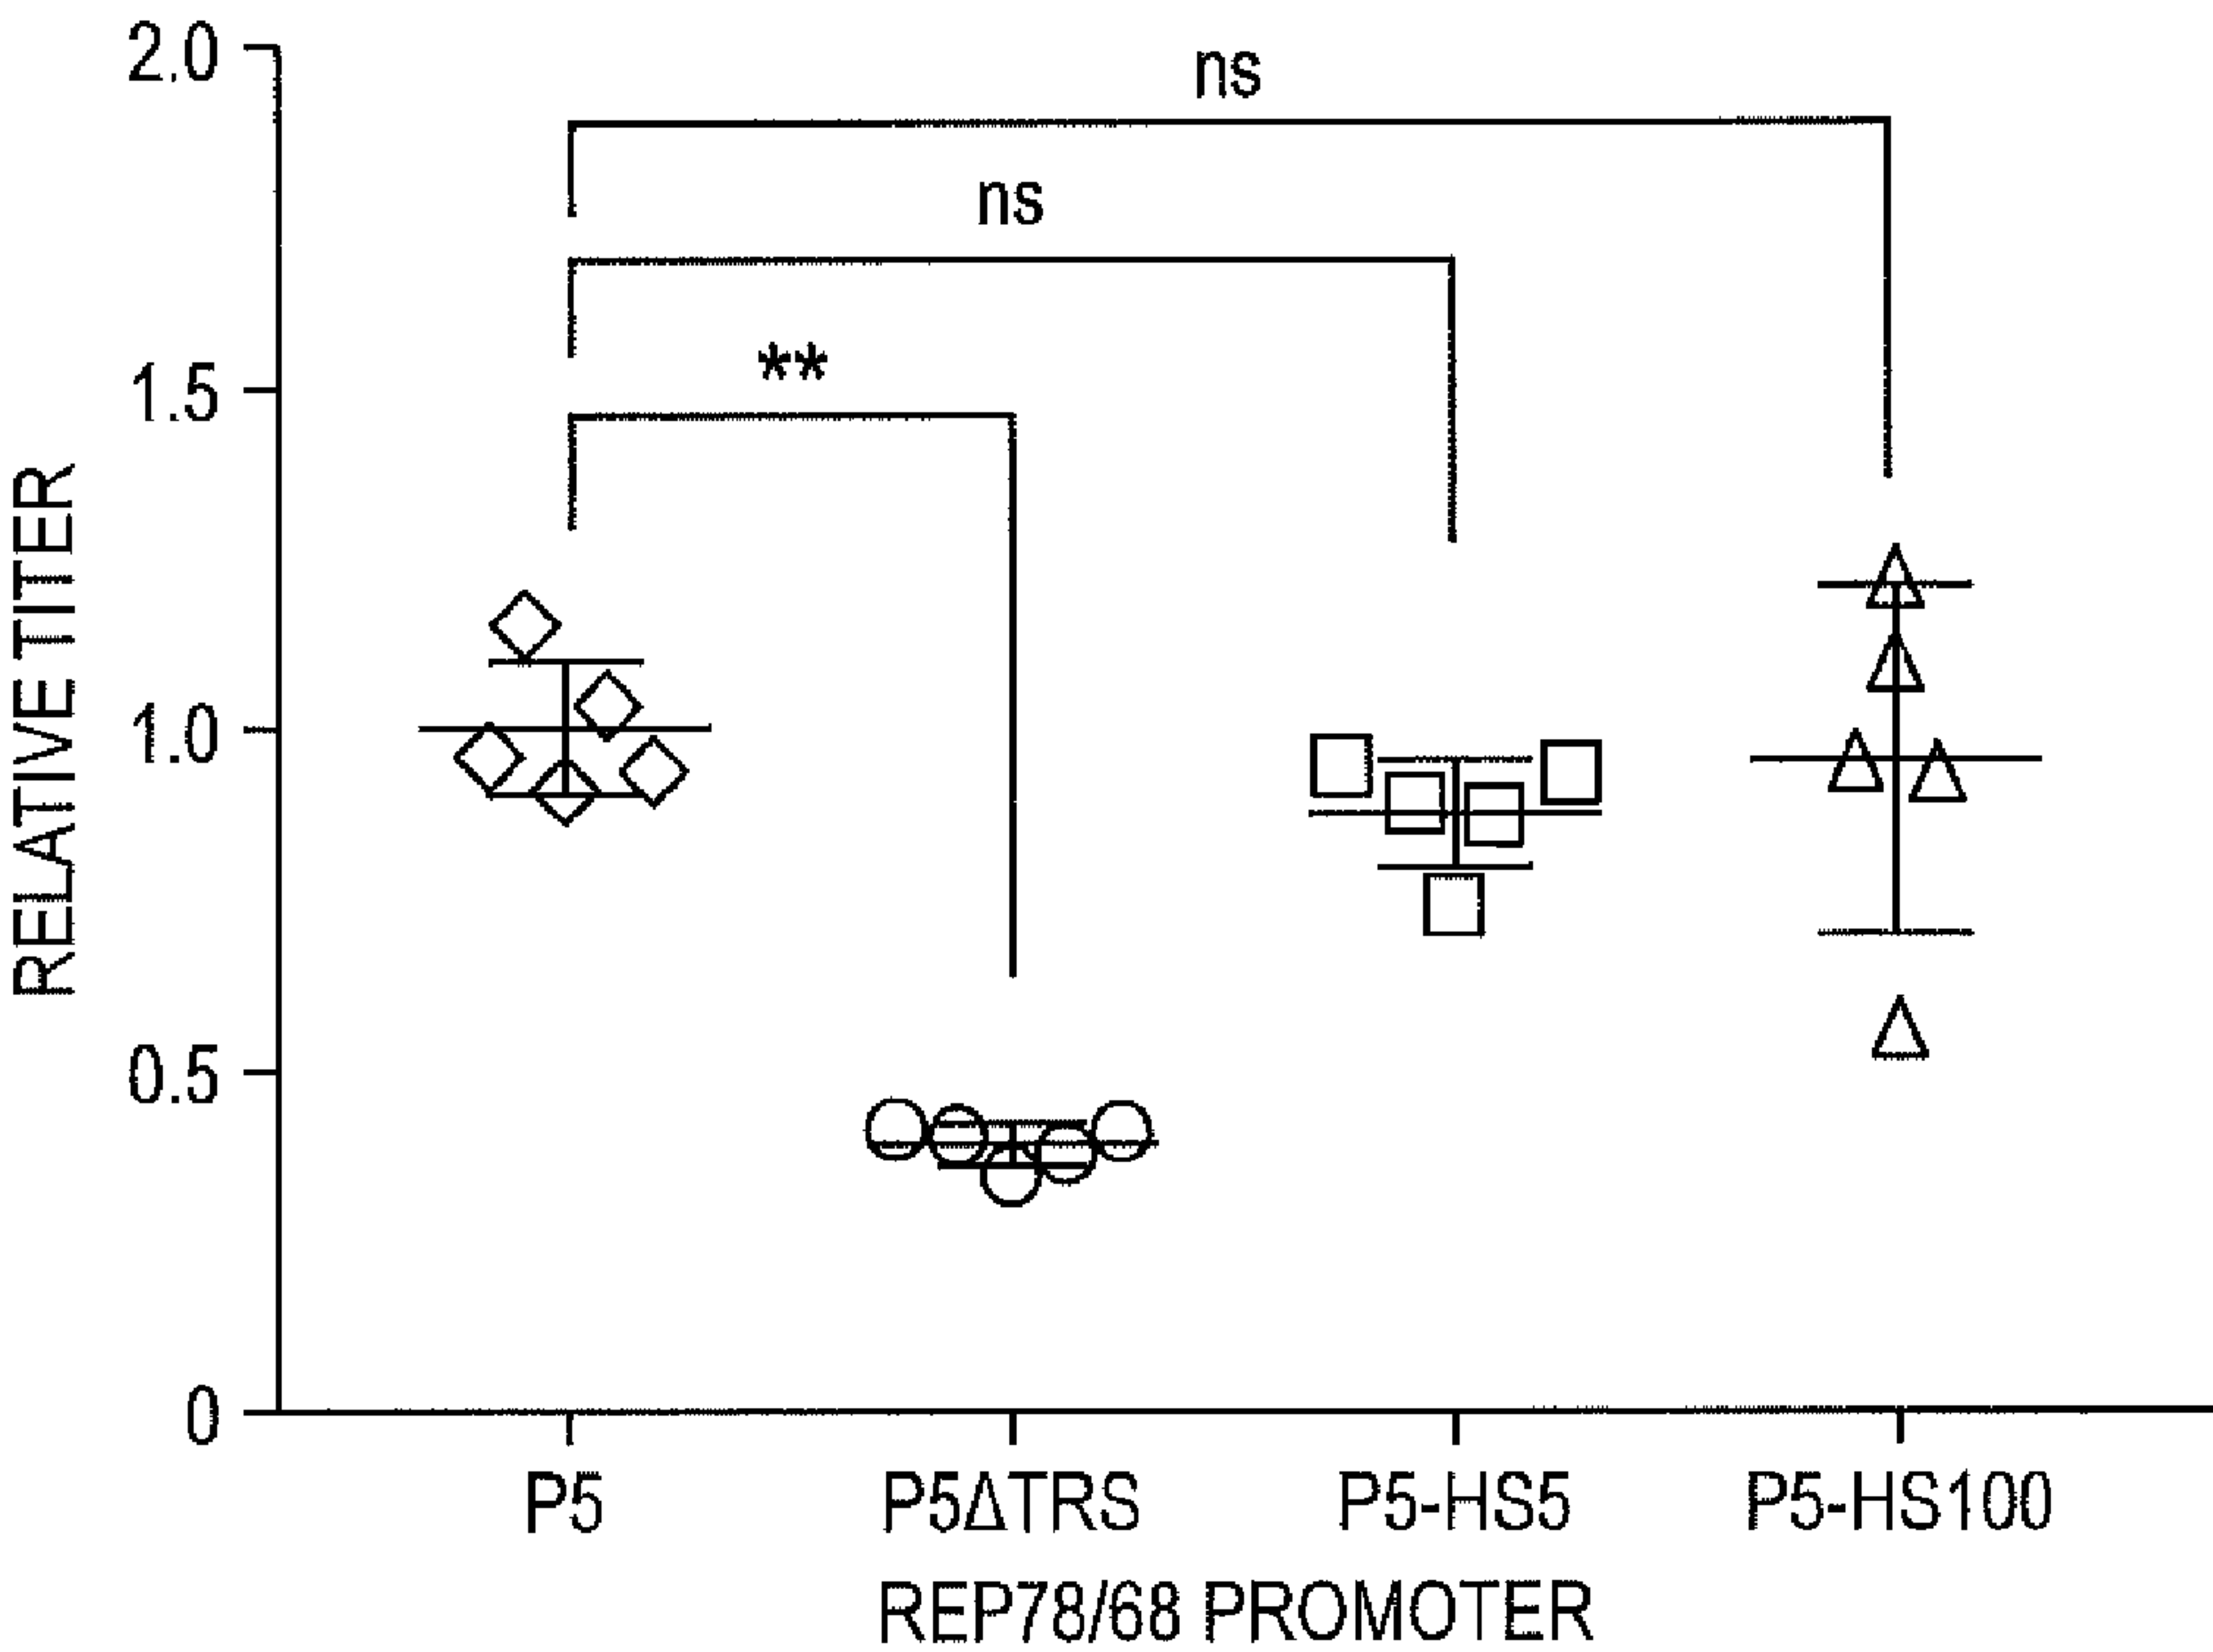 2.0
1.5
1.0
0.5
0
RELATIVE TITER
ns
ns
**
P5
P5ΔTRS
P5-HS5
P5-HS100
REP78/68 PROMOTER